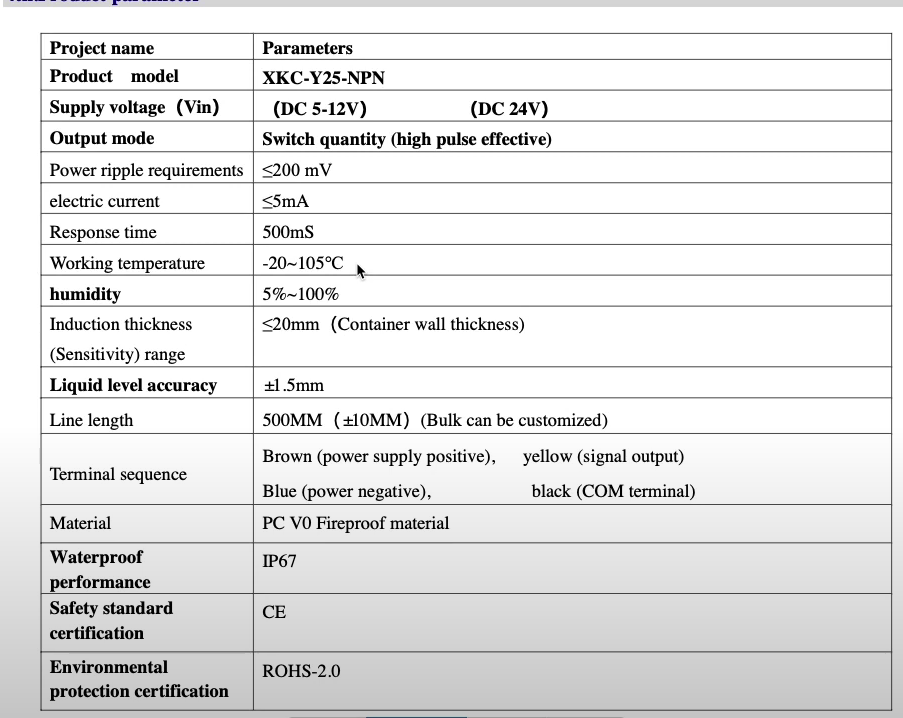 Project name Parameters
Product model XKC-Y25-NPN
Supply voltage（Vin） （DC 5-12V） （DC 24V）
Output mode Switch quantity (high pulse effective)
Power ripple requirements ≤200 mV
electric current ≤5mA
Response time 500mS
Working temperature -20~105℃
humidity 5%~100%
Induction thickness ≤20mm（Container wall thickness)
(Sensitivity) range
Liquid level accuracy ±1.5mm
Line length 500MM（±10MM）(Bulk can be customized)
Terminal sequence
Brown (power supply positive)， yellow (signal output)
Blue (power negative)， black (COM terminal)
Material PC V0 Fireproof material
Waterproof
performance
IP67
Safety standard
certification
CE
Environmental
protection certification
ROHS-2.0